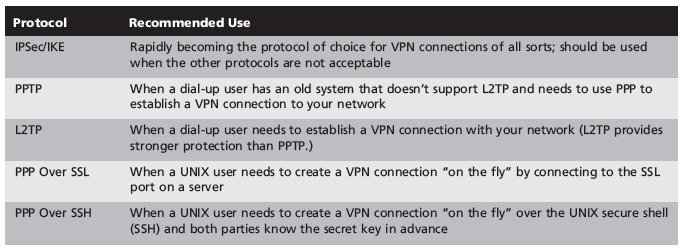 Protocol Recommended Use
IPSec/IKE Rapidly becoming the protocol of choice for VPN connections of all sorts; should be used
when the other protocols are not acceptable
PPTP When a dial-up user has an old system that doesn’t support L2TP and needs to use PPP to
establish a VPN connection to your network
L2TP When a dial-up user needs to establish a VPN connection with your network (L2TP provides
stronger protection than PPTP.)
PPP Over SSL When a UNIX user needs to create a VPN connection “on the fly” by connecting to the SSL
port on a server
PPP Over SSH When a UNIX user needs to create a VPN connection “on the fly” over the UNIX secure shell
(SSH) and both parties know the secret key in advance